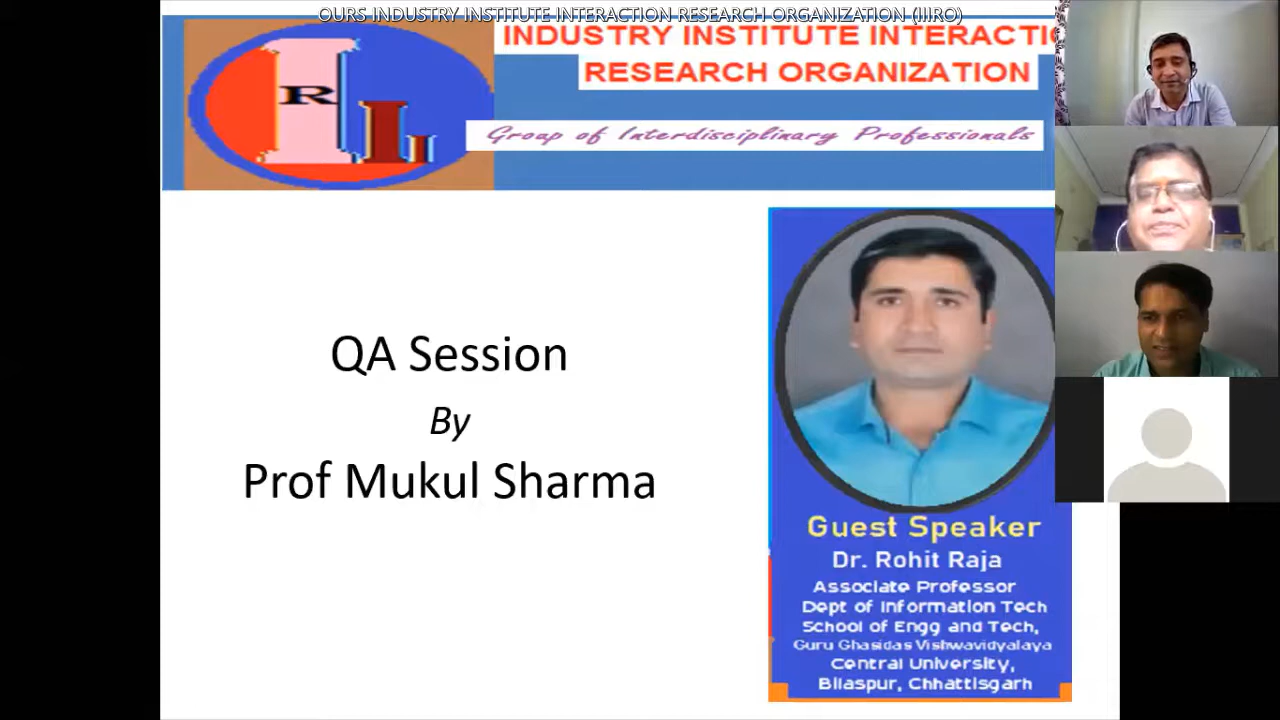 OURS INDUSTRY INSTITUTE INTERACTION RESEARCH ORGANIZATION (IIIRO)
INDUSTRY INSTITUTE INTERACTIO
RESEARCH ORGANIZATION
Group of Interdisciplinary Professionals
R
I I I
QA Session
By
Prof Mukul Sharma
Guest Speaker
Dr. Rohit Raja
Associate Professor
Dept of Information Tech
School of Engg and Tech,
Guru Ghasidas Vishwavidyalaya
Central University,
Bilaspur, Chhattisgarh